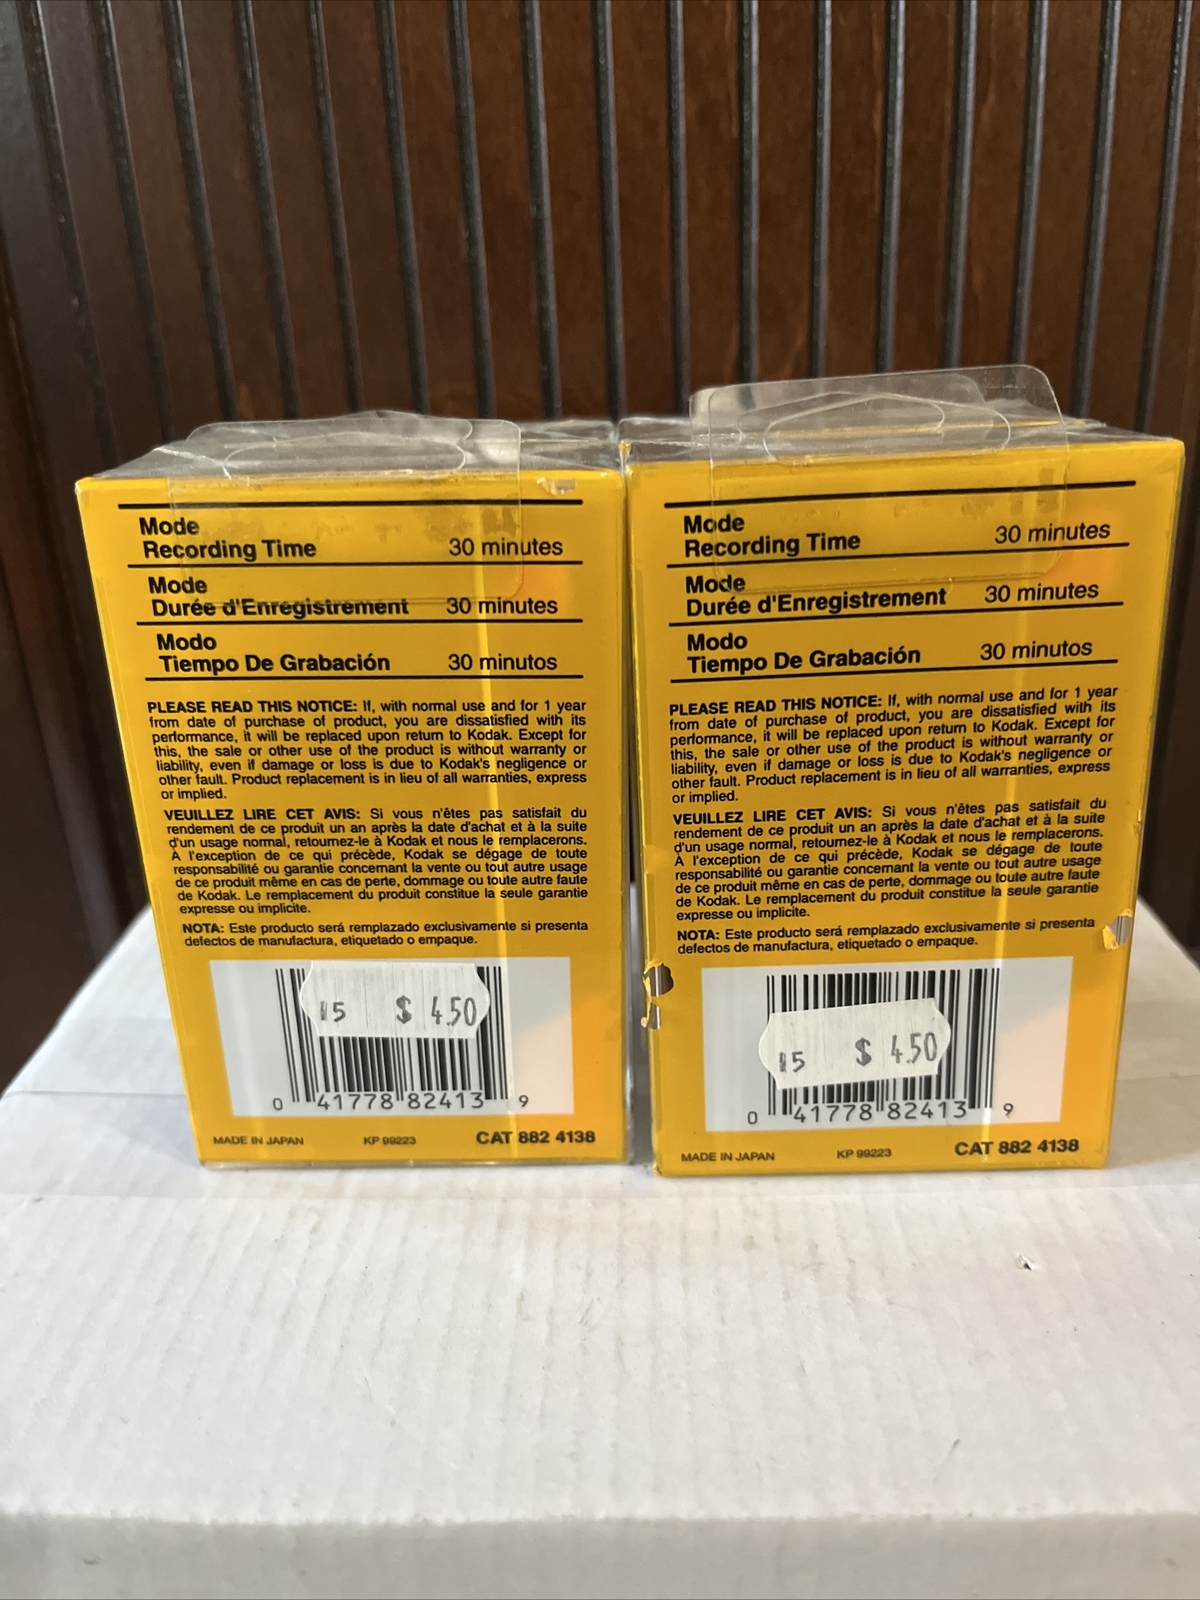 Mode
Recording Time 30 minutes
Mode
Durée d'Enregistrement 30 minutes
Modo
Tiempo De Grabación 30 minutos
PLEASE READ THIS NOTICE: If, with normal use and for 1 year
from date of purchase of product, you are dissatisfied with its
performance, it will be replaced upon return to Kodak. Except for
this, the sale or other use of the product is without warranty or
liability, even if damage or loss is due to Kodak's negligence or
other fault. Product replacement is in lieu of all warranties, express
or implied.
VEUILLEZ LIRE CET AVIS: Si vous n'êtes pas satisfait du
rendement de ce produit un an après la date d'achat et à la suite
d'un usage normal, retournez-le à Kodak et nous le remplacerons.
À l'exception de ce qui précède, Kodak se dégage de toute
responsabilité ou garantie concernant la vente ou tout autre usage
de ce produit même en cas de perte, dommage ou toute autre faute
de Kodak. Le remplacement du produit constitue la seule garantie
expresse ou implicite.
NOTA: Este producto será remplazado exclusivamente si presenta
defectos de manufactura, etiquetado o empaque.
15 $ 4.50
0 41778 82413 9
MADE IN JAPAN KP 99223 CAT 882 4138
Mode
Recording Time 30 minutes
Mode
Durée d'Enregistrement 30 minutes
Modo
Tiempo De Grabación 30 minutos
PLEASE READ THIS NOTICE: If, with normal use and for 1 year
from date of purchase of product, you are dissatisfied with its
performance, it will be replaced upon return to Kodak. Except for
this, the sale or other use of the product is without warranty or
liability, even if damage or loss is due to Kodak's negligence or
other fault. Product replacement is in lieu of all warranties, express
or implied.
VEUILLEZ LIRE CET AVIS: Si vous n'êtes pas satisfait du
rendement de ce produit un an après la date d'achat et à la suite
d'un usage normal, retournez-le à Kodak et nous le remplacerons.
À l'exception de ce qui précède, Kodak se dégage de toute
responsabilité ou garantie concernant la vente ou tout autre usage
de ce produit même en cas de perte, dommage ou toute autre faute
de Kodak. Le remplacement du produit constitue la seule garantie
expresse ou implicite.
NOTA: Este producto será remplazado exclusivamente si presenta
defectos de manufactura, etiquetado o empaque.
15 $ 4.50
0 41778 82413 9
MADE IN JAPAN KP 99223 CAT 882 4138